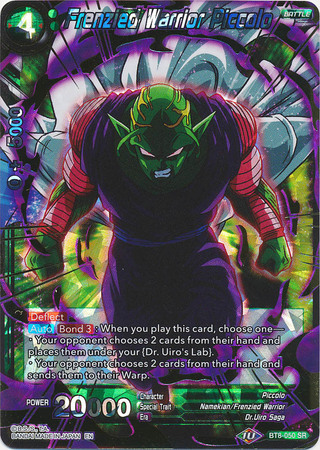 4
Frenzied Warrior Piccolo
BATTLE
5000
Deflect
Auto Bond 3 : When you play this card, choose one—
・Your opponent chooses 2 cards from their hand and
places them under your {Dr. Uiro's Lab}.
・Your opponent chooses 2 cards from their hand and
sends them to their Warp.
POWER 20000
Character Piccolo
Special Trait Namekian/Frenzied Warrior
Era Dr.Uiro Saga
©B.S./S., T.A.
BANDAI MADE IN JAPAN EN
BT8-050 SR